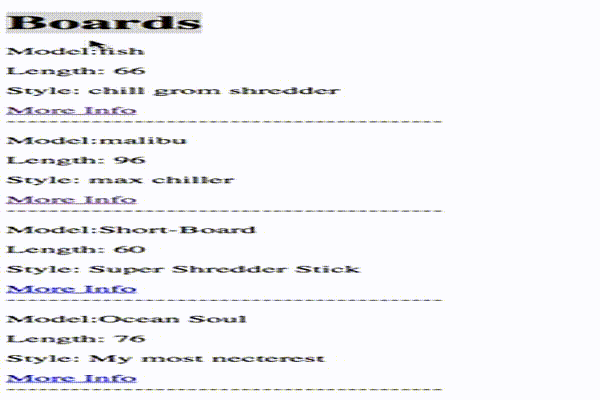 Boards
Model:fish
Length: 66
Style: chill grom shredder
More Info
------------------------------------------------------------------------
Model:malibu
Length: 96
Style: max chiller
More Info
------------------------------------------------------------------------
Model:Short-Board
Length: 60
Style: Super Shredder Stick
More Info
------------------------------------------------------------------------
Model:Ocean Soul
Length: 76
Style: My most necterest
More Info
------------------------------------------------------------------------